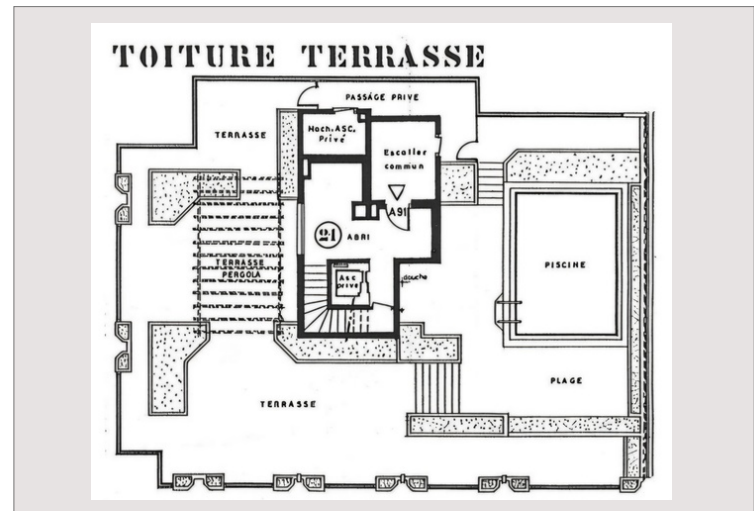 TOITURE TERRASSE
PASSAGE PRIVE
TERRASSE
Mach.ASC.
Privé
Escalier
commun
A91
21
ABRI
TERRASSE
PERGOLA
Asc
privé
douche
PISCINE
PLAGE
TERRASSE